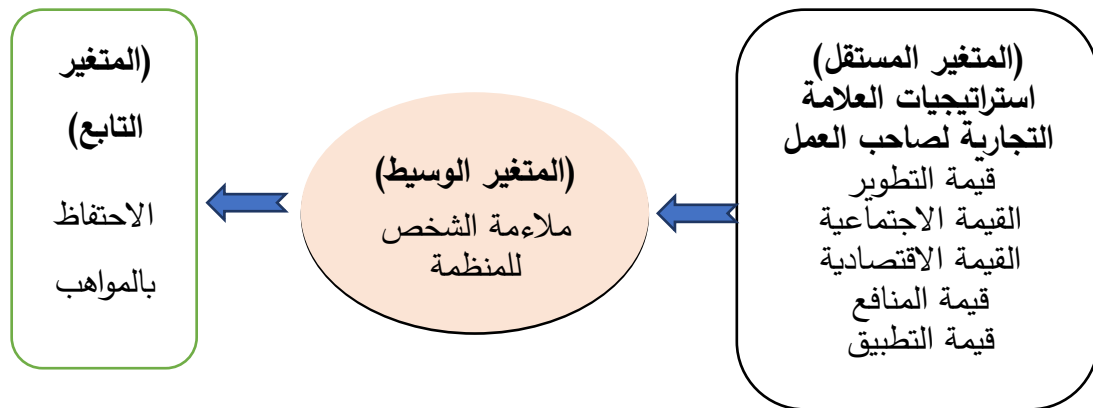 (المتغير المستقل)
استراتيجيات العلامة
التجارية لصاحب العمل
قيمة التطوير
القيمة الاجتماعية
القيمة الاقتصادية
قيمة المنافع
قيمة التطبيق
(المتغير الوسيط)
ملاءمة الشخص
للمنظمة
(المتغير
التابع)
الاحتفاظ
بالمواهب